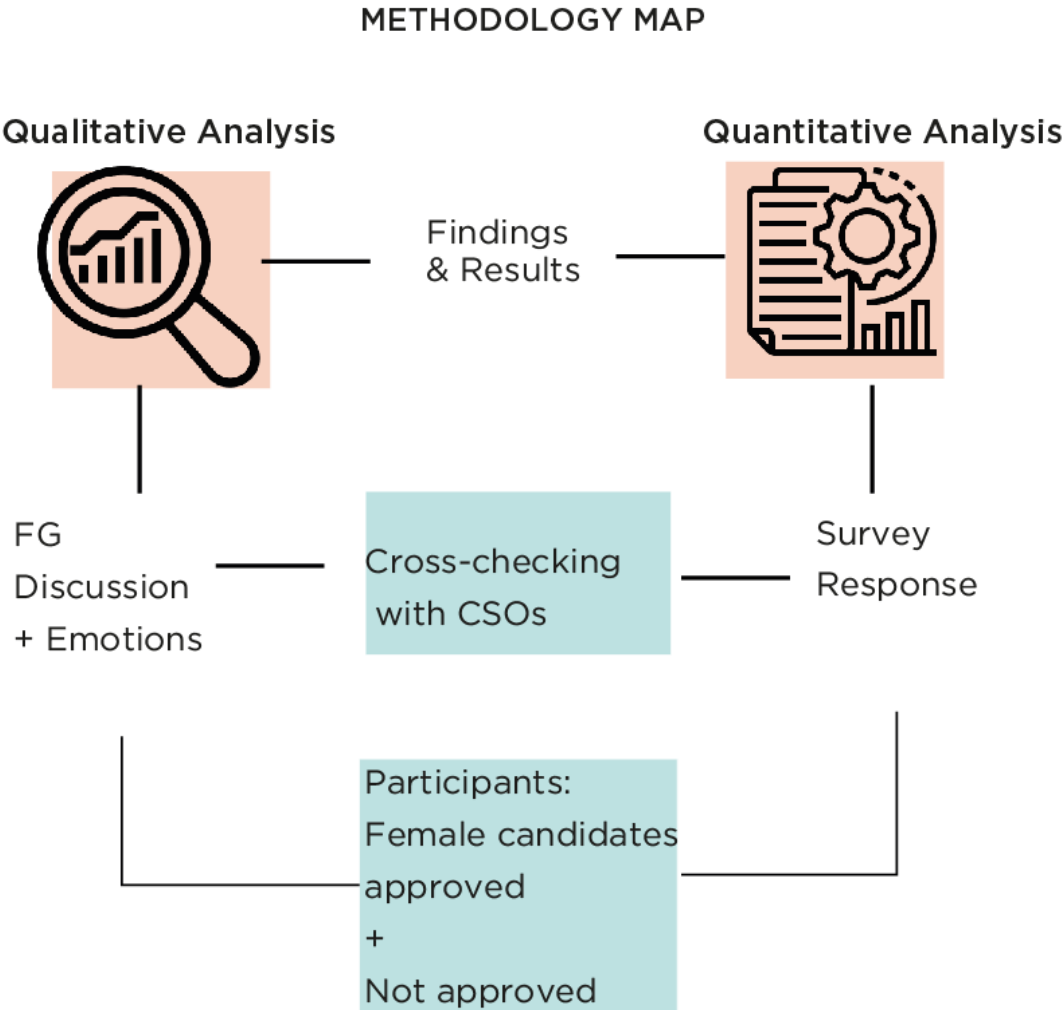 METHODOLOGY MAP
Qualitative Analysis
Quantitative Analysis
Findings
& Results
FG
Discussion
+ Emotions
Cross-checking
with CSOs
Survey
Response
Participants:
Female candidates
approved
+
Not approved